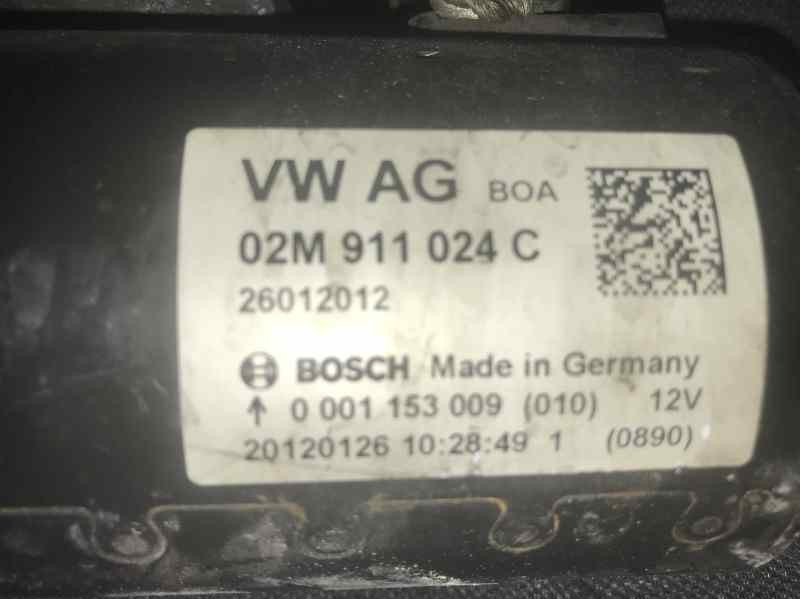 VW AG BOA
02M 911 024 C
26012012
BOSCH Made in Germany
↑ 0 001 153 009 (010) 12V
20120126 10:28:49 1 (0890)